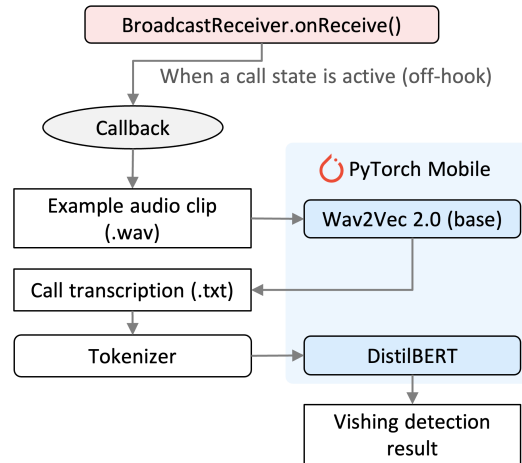 BroadcastReceiver.onReceive()
When a call state is active (off-hook)
Callback
PyTorch Mobile
Example audio clip
(.wav)
Wav2Vec 2.0 (base)
Call transcription (.txt)
Tokenizer
DistilBERT
Vishing detection
result